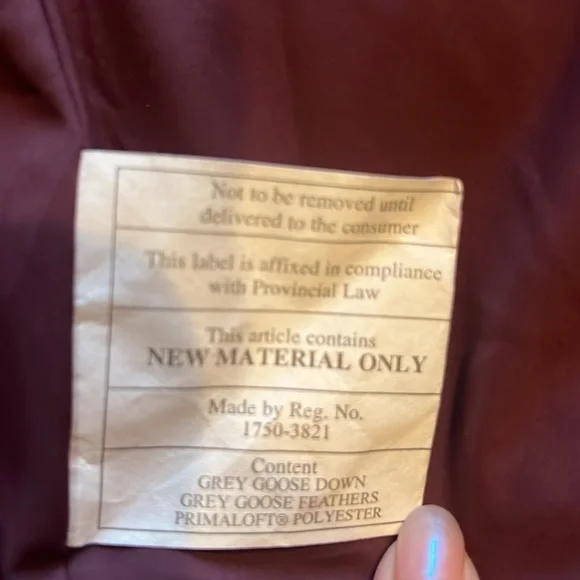 Not to be removed until
delivered to the consumer
This label is affixed in compliance
with Provincial Law
This article contains
NEW MATERIAL ONLY
Made by Reg. No.
1750-3821
Content
GREY GOOSE DOWN
GREY GOOSE FEATHERS
PRIMALOFT® POLYESTER